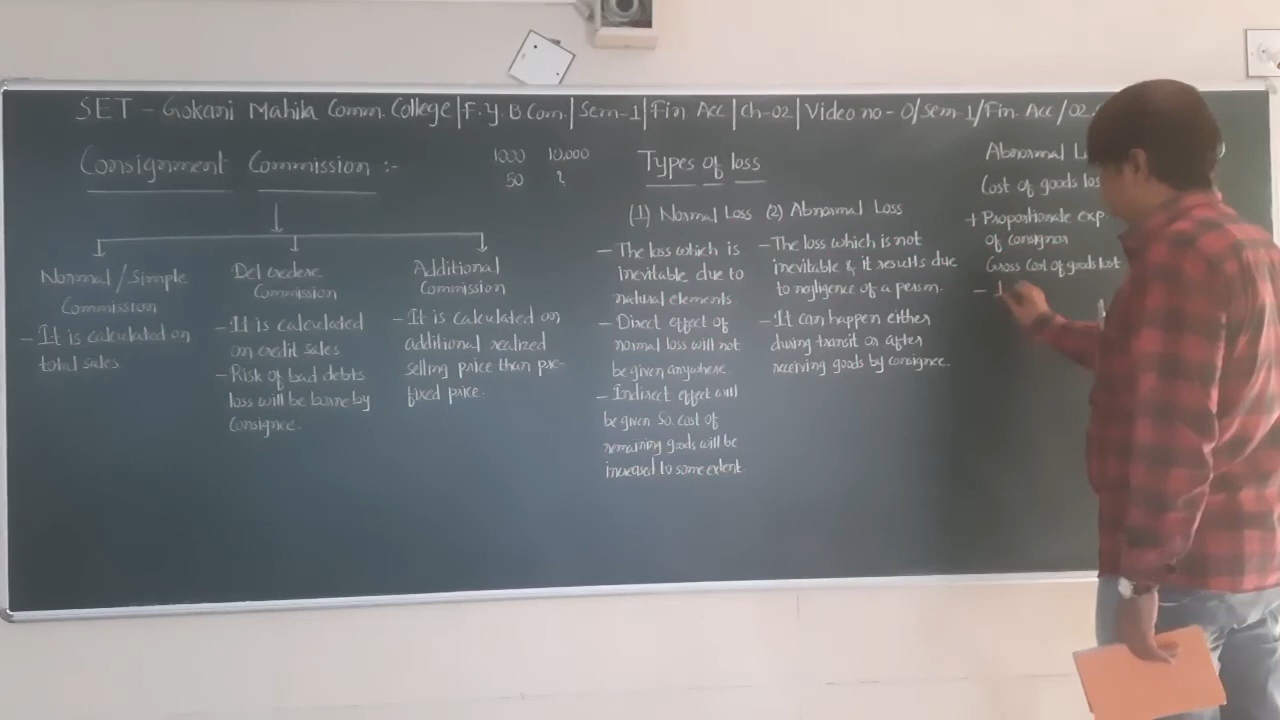 SET - Gokani Mahila Comm. College | F. Y. B Com. | Sem-1 | Fin. Acc | Ch-02 | Video no - 0/Sem 1/Fin. Acc/02
Consignment Commission :-
Normal / Simple
Commission
- It is calculated on
total sales
Del credere
Commission
- It is calculated
on credit sales
- Risk of bad debts
loss will be borne by
Consignee.
Additional
Commission
- It is calculated on
additional realized
selling price than pre-
fixed price.
1000 10,000
50 ?
Types of loss
(1) Normal Loss (2) Abnormal Loss
- The loss which is
inevitable due to
natural elements.
- Direct effect of
normal loss will not
be given anywhere.
- Indirect effect will
be given so. cost of
remaining goods will be
increased to some extent.
- The loss which is not
inevitable & it results due
to negligence of a person.
- It can happen either
during transit or after
receiving goods by consignee.
Abnormal L
Cost of goods los
+ Proportionate exp.
of consignor
Gross Cost of goods lost
-